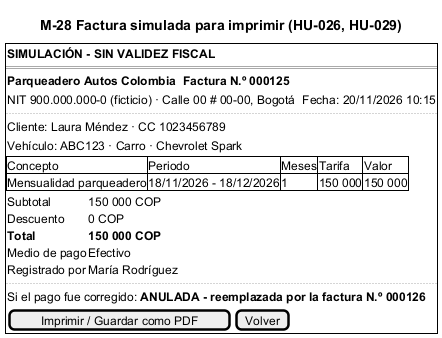 M-28 Factura simulada para imprimir (HU-026, HU-029)
SIMULACIÓN - SIN VALIDEZ FISCAL
Parqueadero Autos Colombia Factura N.º 000125
NIT 900.000.000-0 (ficticio) · Calle 00 # 00-00, Bogotá Fecha: 20/11/2026 10:15
Cliente: Laura Méndez · CC 1023456789
Vehículo: ABC123 · Carro · Chevrolet Spark
Concepto Periodo Meses Tarifa Valor
Mensualidad parqueadero 18/11/2026 - 18/12/2026 1 150 000 150 000
Subtotal 150 000 COP
Descuento 0 COP
Total 150 000 COP
Medio de pago Efectivo
Registrado por María Rodríguez
Si el pago fue corregido: ANULADA - reemplazada por la factura N.º 000126
Imprimir / Guardar como PDF Volver